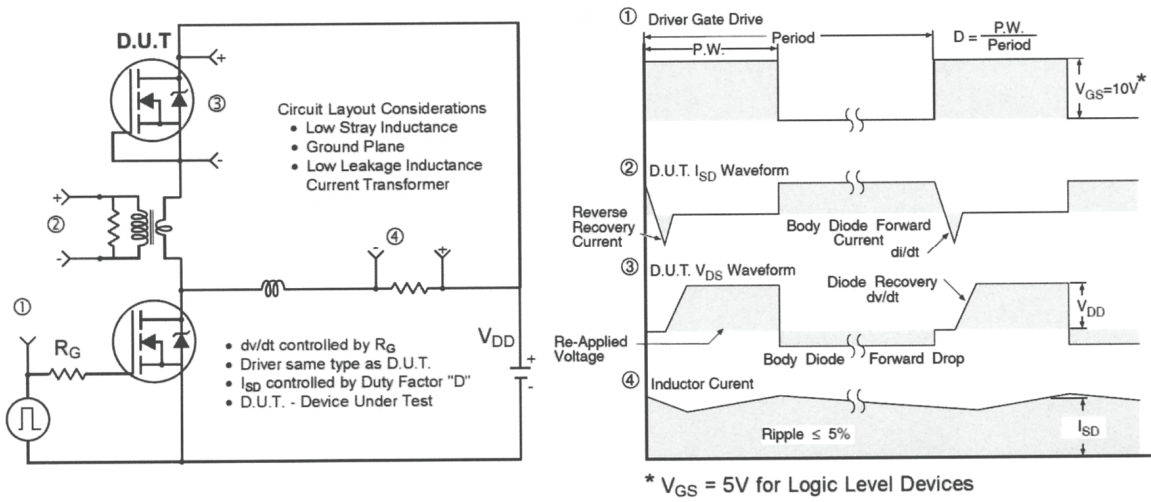 D.U.T
+
③
-
Circuit Layout Considerations
• Low Stray Inductance
• Ground Plane
• Low Leakage Inductance
Current Transformer
+
②
-
④
-
+
①
RG
VDD
+
-
• dv/dt controlled by RG
• Driver same type as D.U.T.
• ISD controlled by Duty Factor "D"
• D.U.T. - Device Under Test
① Driver Gate Drive
P.W.
Period
D = P.W.
Period
VGS=10V*
② D.U.T. ISD Waveform
Reverse
Recovery
Current
Body Diode Forward
Current
di/dt
③ D.U.T. VDS Waveform
Diode Recovery
dv/dt
VDD
Re-Applied
Voltage
Body Diode Forward Drop
④ Inductor Curent
Ripple ≤ 5%
ISD
* VGS = 5V for Logic Level Devices